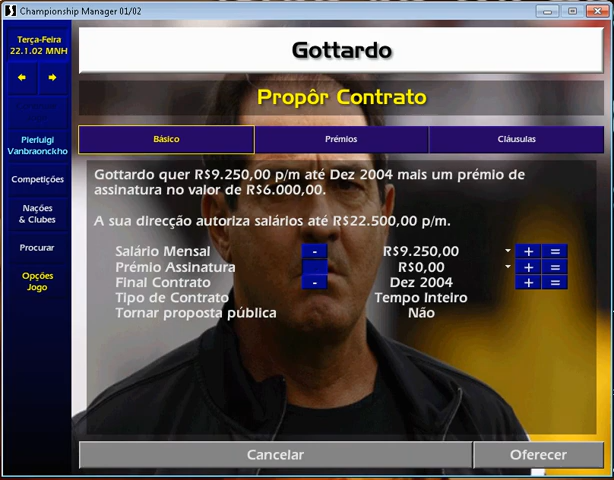 Championship Manager 01/02
Terça-Feira
22.1.02 MNH
Gottardo
Propôr Contrato
Pierluigi
Vanbraonckho
Competições
Nações
& Clubes
Procurar
Opções
Jogo
Básico
Prémios
Cláusulas
Gottardo quer R$9.250,00 p/m até Dez 2004 mais um prémio de
assinatura no valor de R$6.000,00.
A sua direcção autoriza salários até R$22.500,00 p/m.
Salário Mensal - R$9.250,00 + =
Prémio Assinatura R$0,00 + =
Final Contrato - Dez 2004 + =
Tipo de Contrato Tempo Inteiro
Tornar proposta pública Não
Cancelar
Oferecer